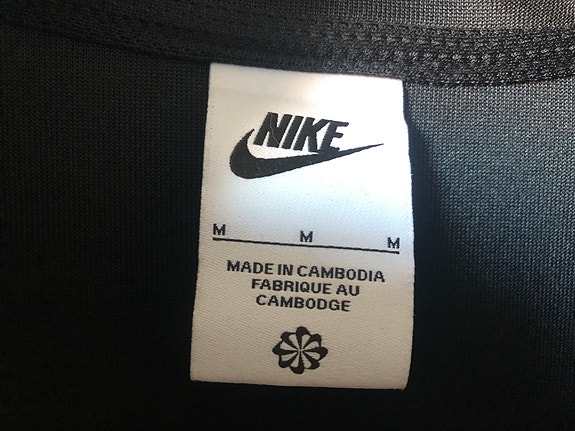 NIKE
M M M
MADE IN CAMBODIA
FABRIQUE AU
CAMBODGE